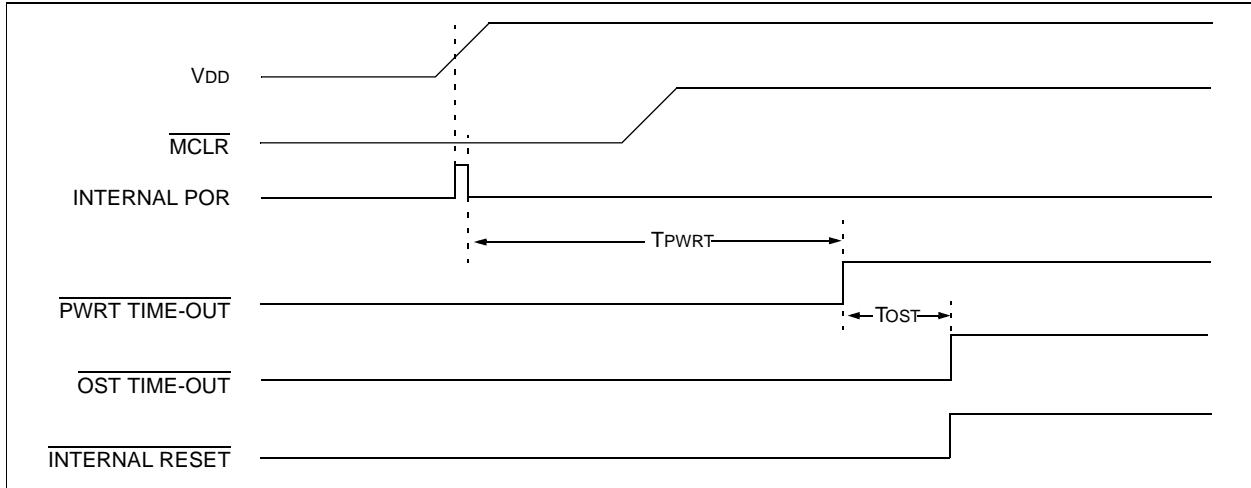 VDD
MCLR
INTERNAL POR
TPWRT
PWRT TIME-OUT
TOST
OST TIME-OUT
INTERNAL RESET